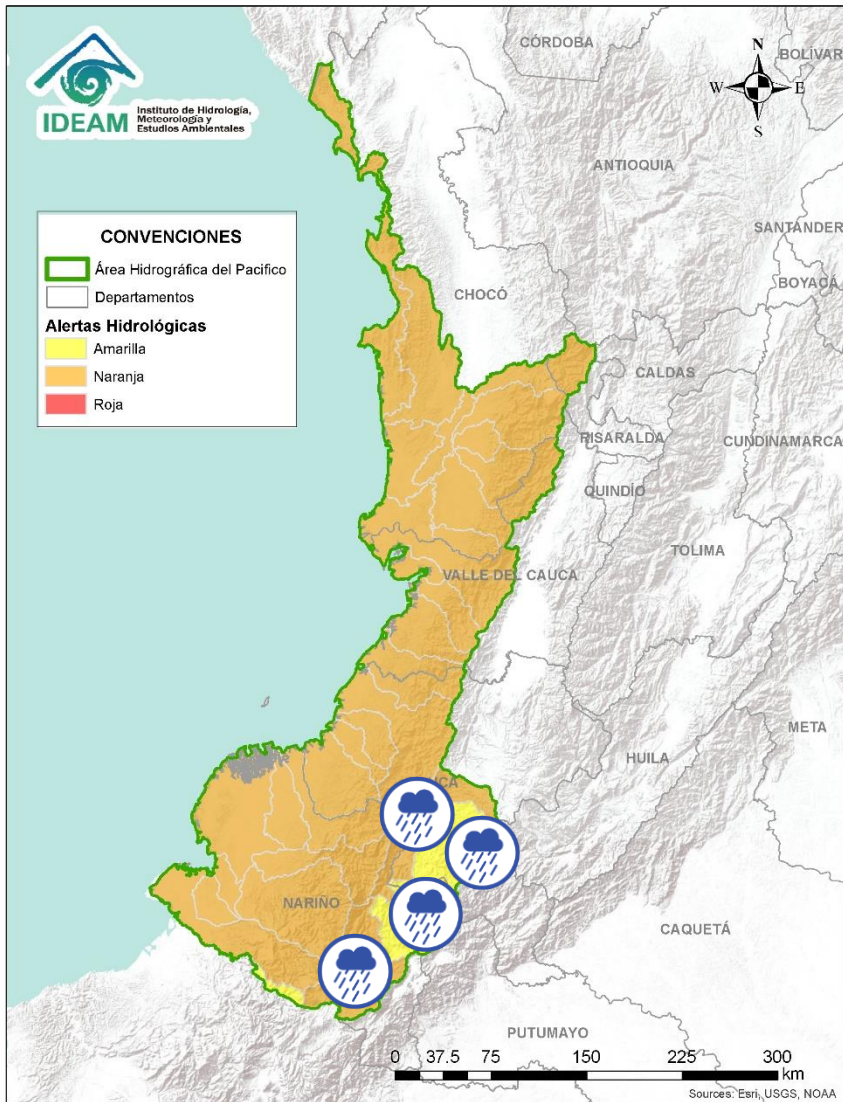 IDEAM
Instituto de Hidrología,
Meteorología y
Estudios Ambientales
CÓRDOBA
BOLÍVAR
N
W
E
S
ANTIOQUIA
SANTANDER
BOYACÁ
CONVENCIONES
Área Hidrográfica del Pacifico
Departamentos
Alertas Hidrológicas
Amarilla
Naranja
Roja
CHOCÓ
CALDAS
RISARALDA
CUNDINAMARCA
QUINDÍO
TOLIMA
VALLE DEL CAUCA
META
HUILA
UCA
NARIÑO
CAQUETÁ
PUTUMAYO
0 37.5 75 150 225 300
km
Sources: Esri, USGS, NOAA